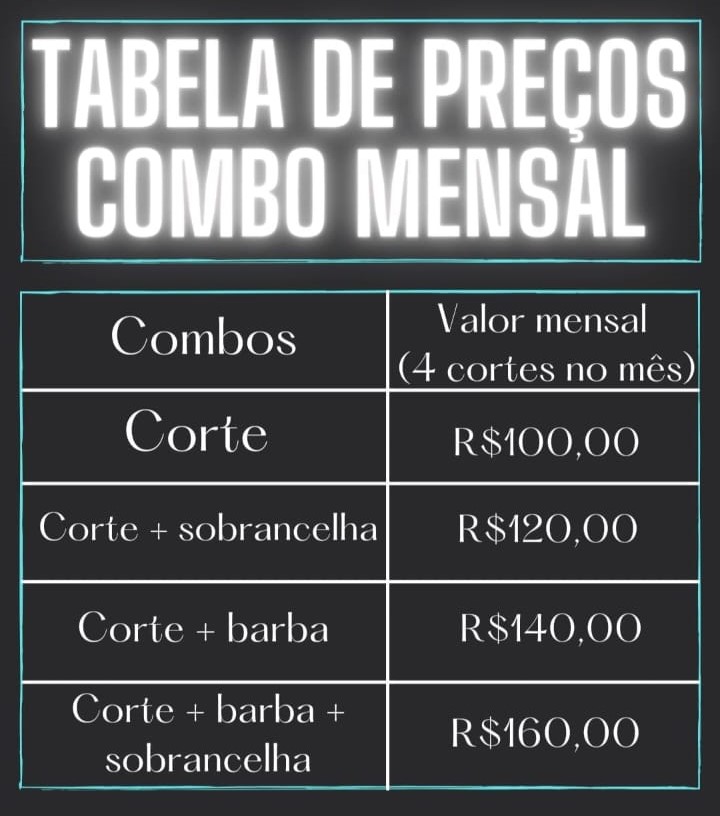 TABELA DE PREÇOS
COMBO MENSAL
Combos
Valor mensal
(4 cortes no mês)
Corte
R$100,00
Corte + sobrancelha
R$120,00
Corte + barba
R$140,00
Corte + barba +
sobrancelha
R$160,00